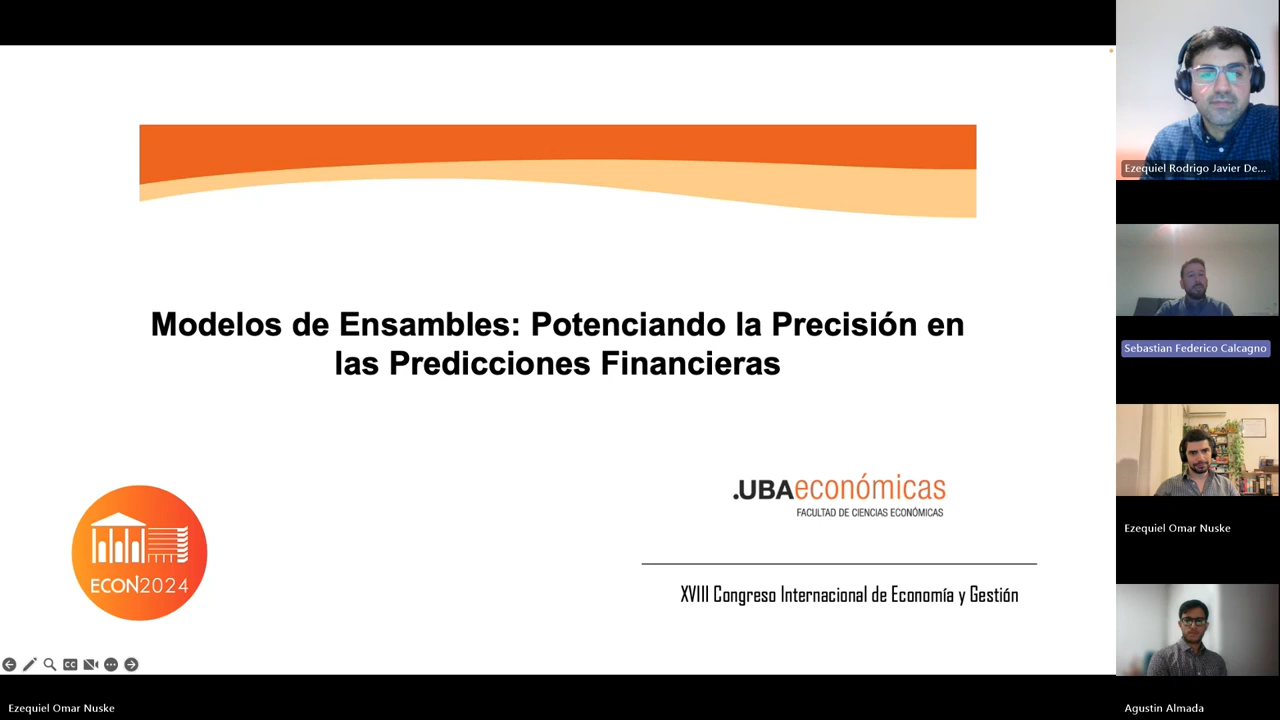 Modelos de Ensambles: Potenciando la Precisión en
las Predicciones Financieras
.UBAeconómicas
FACULTAD DE CIENCIAS ECONÓMICAS
ECON2024
XVIII Congreso Internacional de Economía y Gestión
CC
Ezequiel Omar Nuske
Ezequiel Rodrigo Javier De...
Sebastian Federico Calcagno
Ezequiel Omar Nuske
Agustin Almada